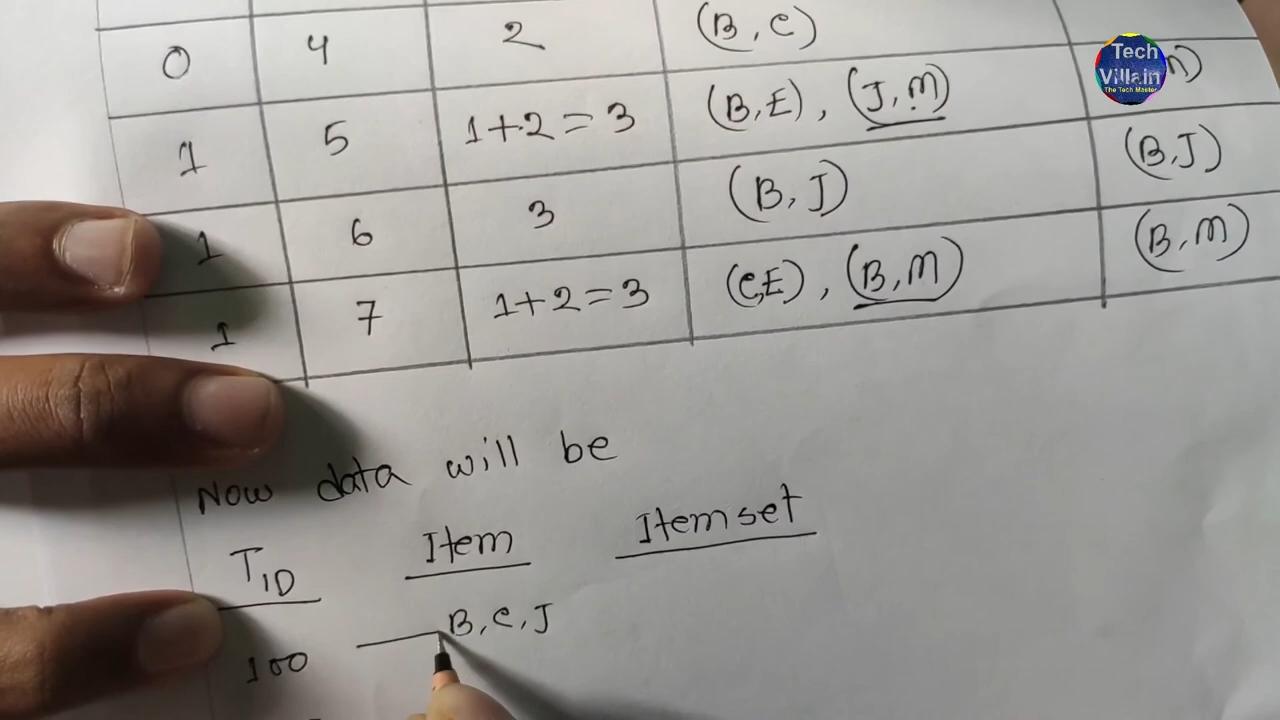 0 4 2 (B, C)
1 5 1+2=3 (B,E), (J,M)
1 6 3 (B, J) (B,J)
1 7 1+2=3 (C,E), (B,M) (B,M)
Now data will be
TID Item Itemset
100 B, C, J
Tech
Villain
The Tech Master